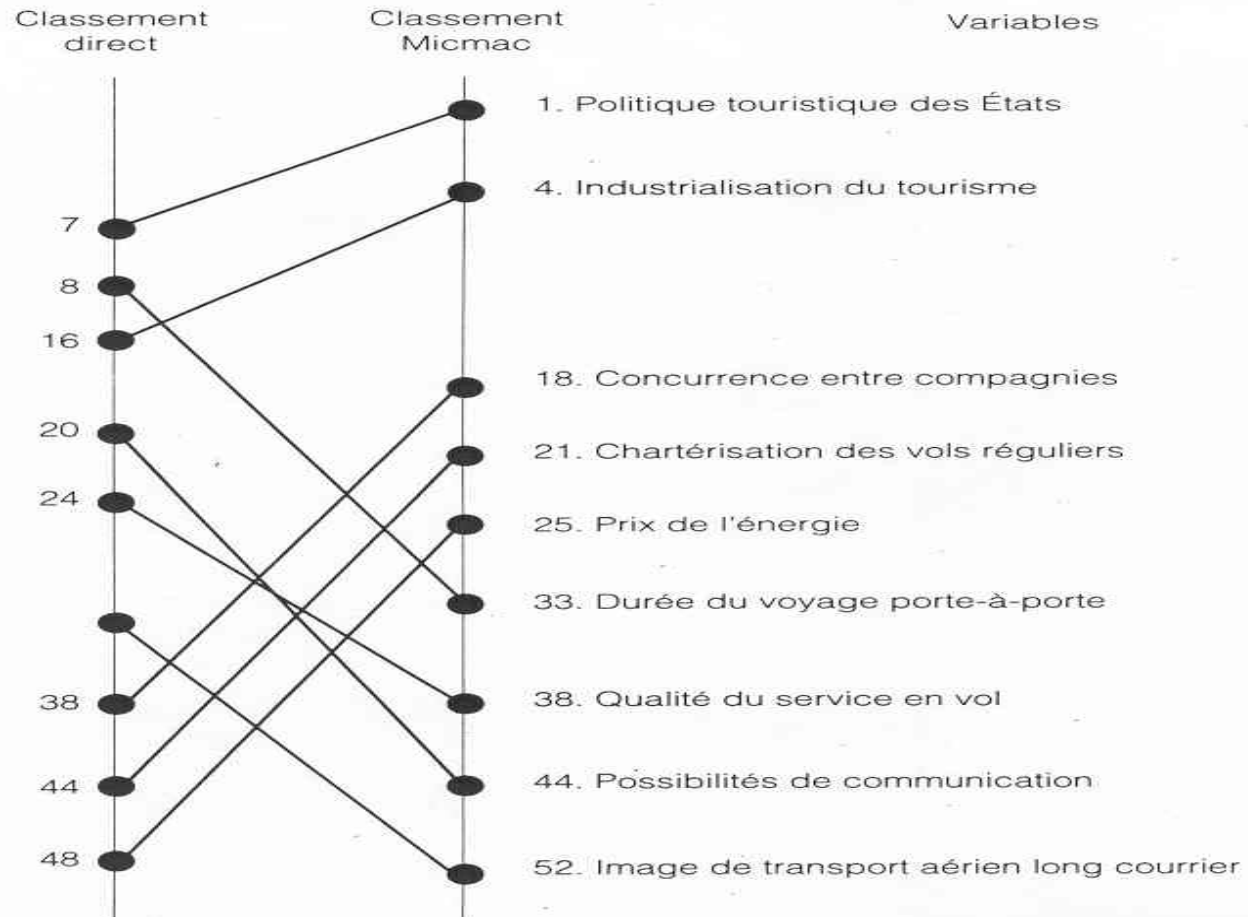 Classement
direct
Classement
Micmac
Variables
1. Politique touristique des États
4. Industrialisation du tourisme
7
8
16
18. Concurrence entre compagnies
20
21. Chartérisation des vols réguliers
24
25. Prix de l'énergie
33. Durée du voyage porte-à-porte
38
38. Qualité du service en vol
44
44. Possibilités de communication
48
52. Image de transport aérien long courrier